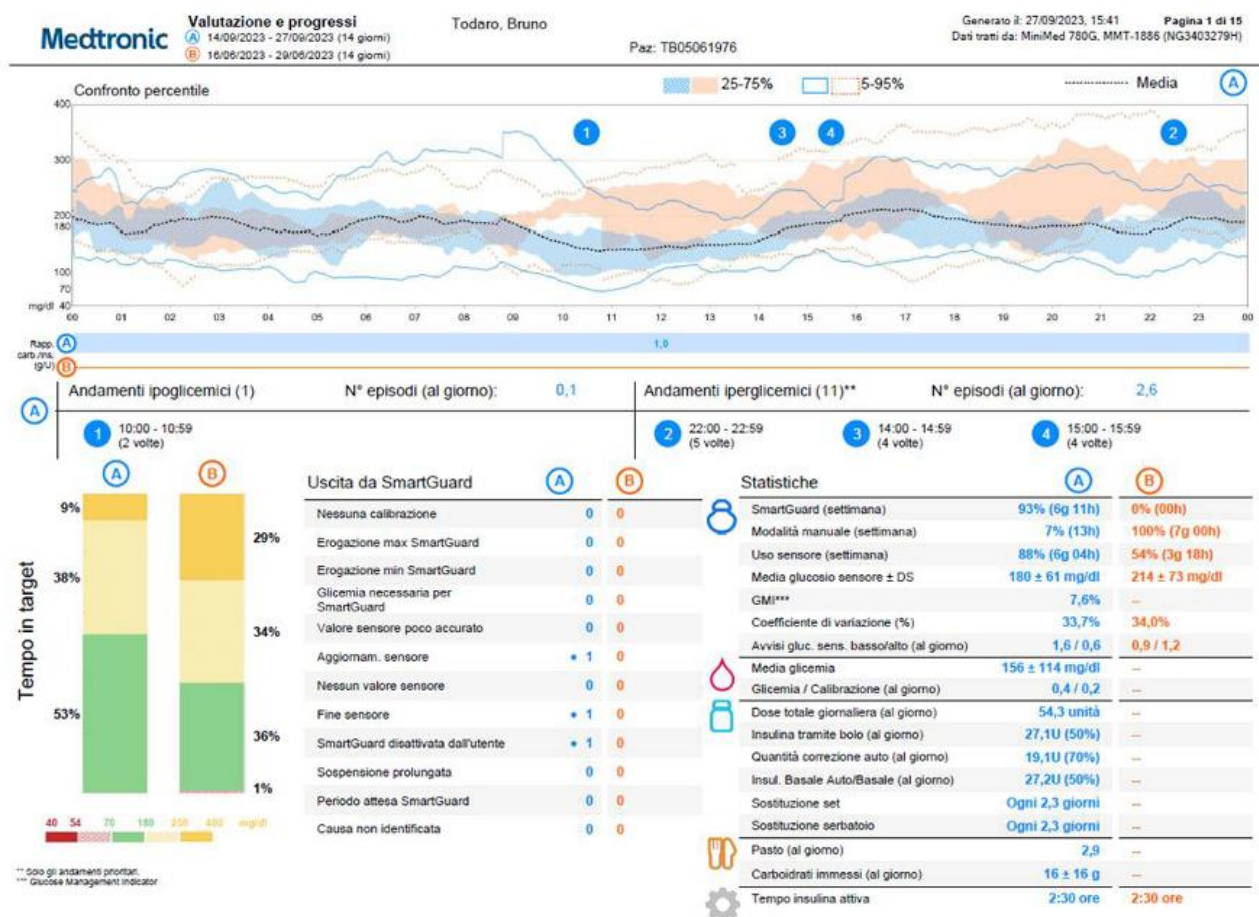 Medtronic
Valutazione e progressi
A 14/09/2023 - 27/09/2023 (14 giorni)
B 16/06/2023 - 29/06/2023 (14 giorni)
Todaro, Bruno
Paz: TB05061976
Generato il: 27/09/2023, 15:41 Pagina 1 di 15
Dati tratti da: MiniMed 780G, MMT-1886 (NG3403279H)
Confronto percentile
25-75% 5-95% Media A
400
300
200
180
100
70
mg/dl 40
1 3 4 2
00 01 02 03 04 05 06 07 08 09 10 11 12 13 14 15 16 17 18 19 20 21 22 23 00
Rapp. carb./ins. (g/U)
A 1,0
B
A
Andamenti ipoglicemici (1) N° episodi (al giorno): 0,1
1 10:00 - 10:59
(2 volte)
Andamenti iperglicemici (11)** N° episodi (al giorno): 2,6
2 22:00 - 22:59
(5 volte)
3 14:00 - 14:59
(4 volte)
4 15:00 - 15:59
(4 volte)
Tempo in target
A B
9%
38%
53%
29%
34%
36%
1%
40 54 70 180 250 400 mg/dl
** Solo gli andamenti prioritari.
*** Glucose Management Indicator
Uscita da SmartGuard A B
Nessuna calibrazione 0 0
Erogazione max SmartGuard 0 0
Erogazione min SmartGuard 0 0
Glicemia necessaria per
SmartGuard 0 0
Valore sensore poco accurato 0 0
Aggiornam. sensore • 1 0
Nessun valore sensore 0 0
Fine sensore • 1 0
SmartGuard disattivata dall'utente • 1 0
Sospensione prolungata 0 0
Periodo attesa SmartGuard 0 0
Causa non identificata 0 0
Statistiche A B
SmartGuard (settimana) 93% (6g 11h) 0% (00h)
Modalità manuale (settimana) 7% (13h) 100% (7g 00h)
Uso sensore (settimana) 88% (6g 04h) 54% (3g 18h)
Media glucosio sensore ± DS 180 ± 61 mg/dl 214 ± 73 mg/dl
GMI*** 7,6% --
Coefficiente di variazione (%) 33,7% 34,0%
Avvisi gluc. sens. basso/alto (al giorno) 1,6 / 0,6 0,9 / 1,2
Media glicemia 156 ± 114 mg/dl --
Glicemia / Calibrazione (al giorno) 0,4 / 0,2 --
Dose totale giornaliera (al giorno) 54,3 unità --
Insulina tramite bolo (al giorno) 27,1U (50%) --
Quantità correzione auto (al giorno) 19,1U (70%) --
Insul. Basale Auto/Basale (al giorno) 27,2U (50%) --
Sostituzione set Ogni 2,3 giorni --
Sostituzione serbatoio Ogni 2,3 giorni --
Pasto (al giorno) 2,9 --
Carboidrati immessi (al giorno) 16 ± 16 g --
Tempo insulina attiva 2:30 ore 2:30 ore